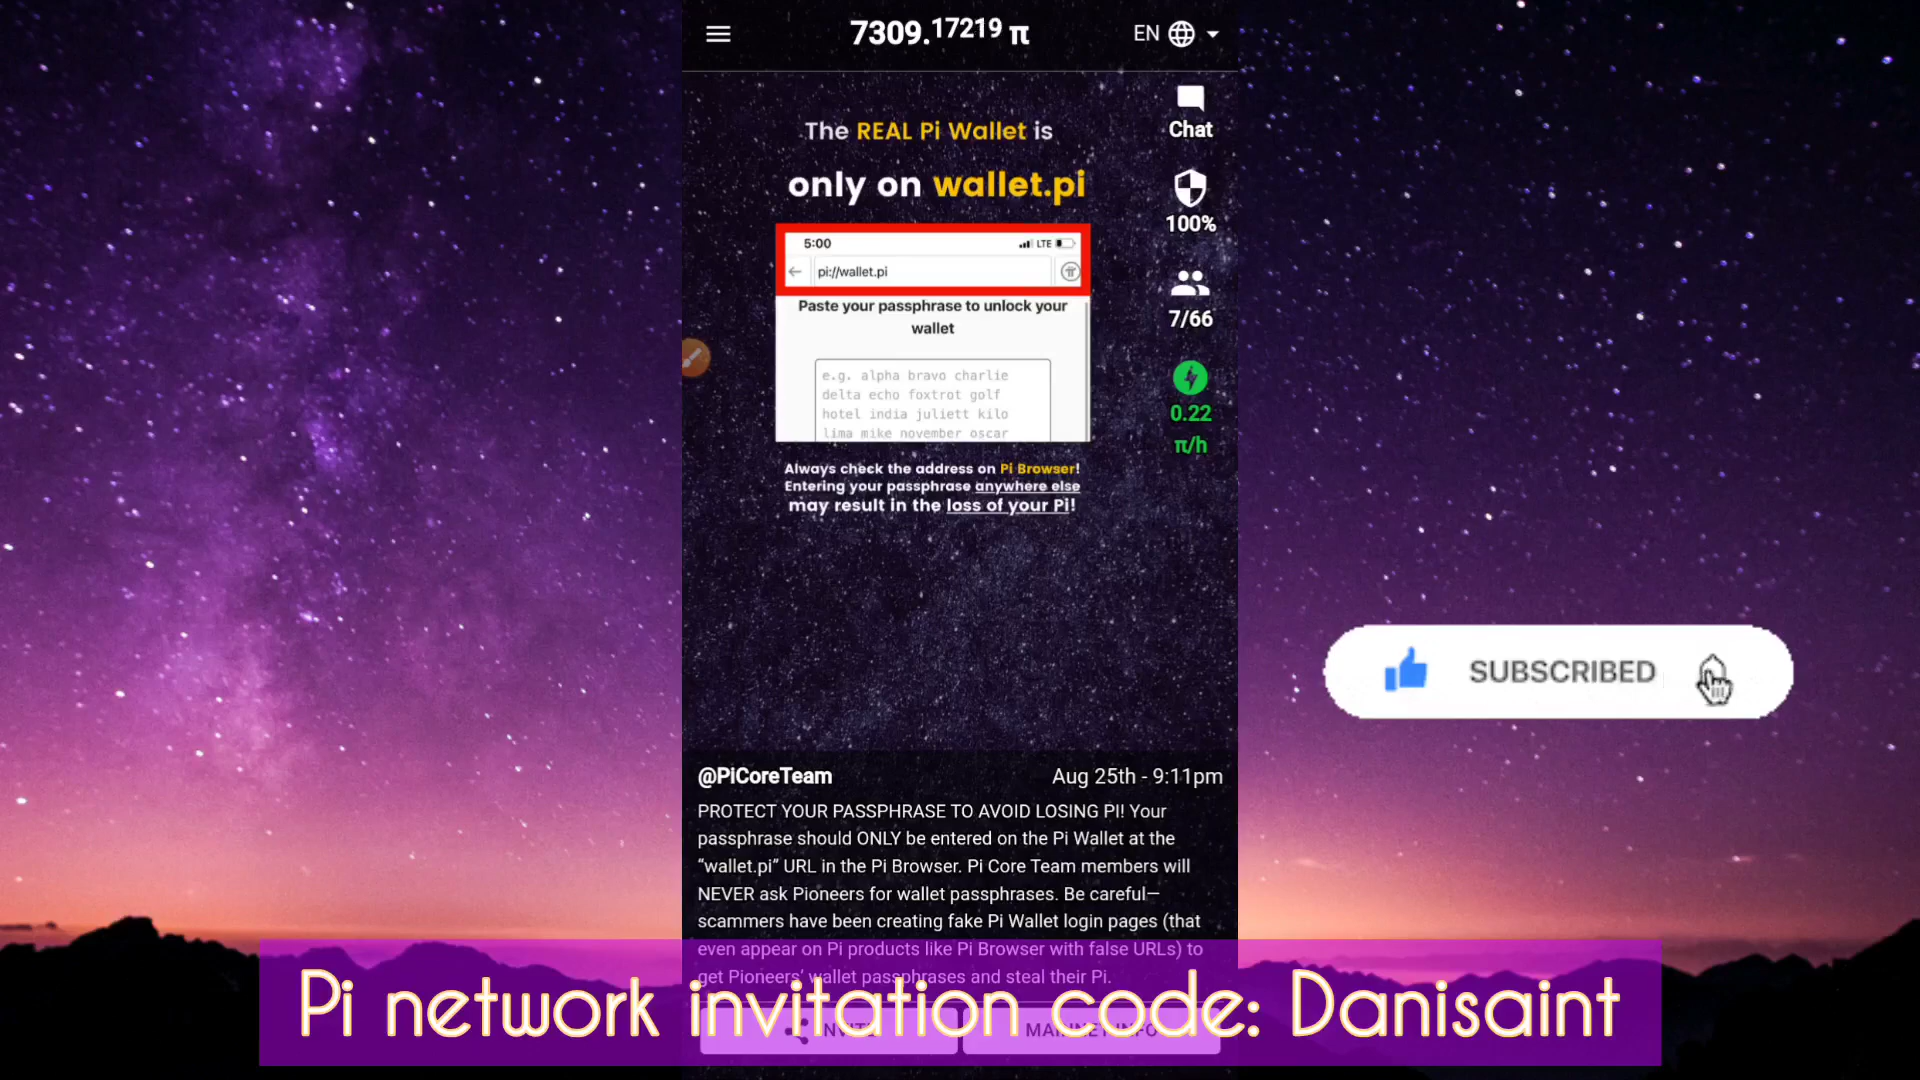 7309.17219 π
EN
The REAL Pi Wallet is
only on wallet.pi
5:00
LTE
pi://wallet.pi
Paste your passphrase to unlock your
wallet
e.g. alpha bravo charlie
delta echo foxtrot golf
hotel india juliett kilo
lima mike november oscar
Always check the address on Pi Browser!
Entering your passphrase anywhere else
may result in the loss of your Pi!
Chat
100%
7/66
0.22
π/h
SUBSCRIBED
@PiCoreTeam
Aug 25th - 9:11pm
PROTECT YOUR PASSPHRASE TO AVOID LOSING PI! Your
passphrase should ONLY be entered on the Pi Wallet at the
“wallet.pi” URL in the Pi Browser. Pi Core Team members will
NEVER ask Pioneers for wallet passphrases. Be careful—
scammers have been creating fake Pi Wallet login pages (that
even appear on Pi products like Pi Browser with false URLs) to
get Pioneers’ wallet passphrases and steal their Pi.
Pi network invitation code: Danisaint